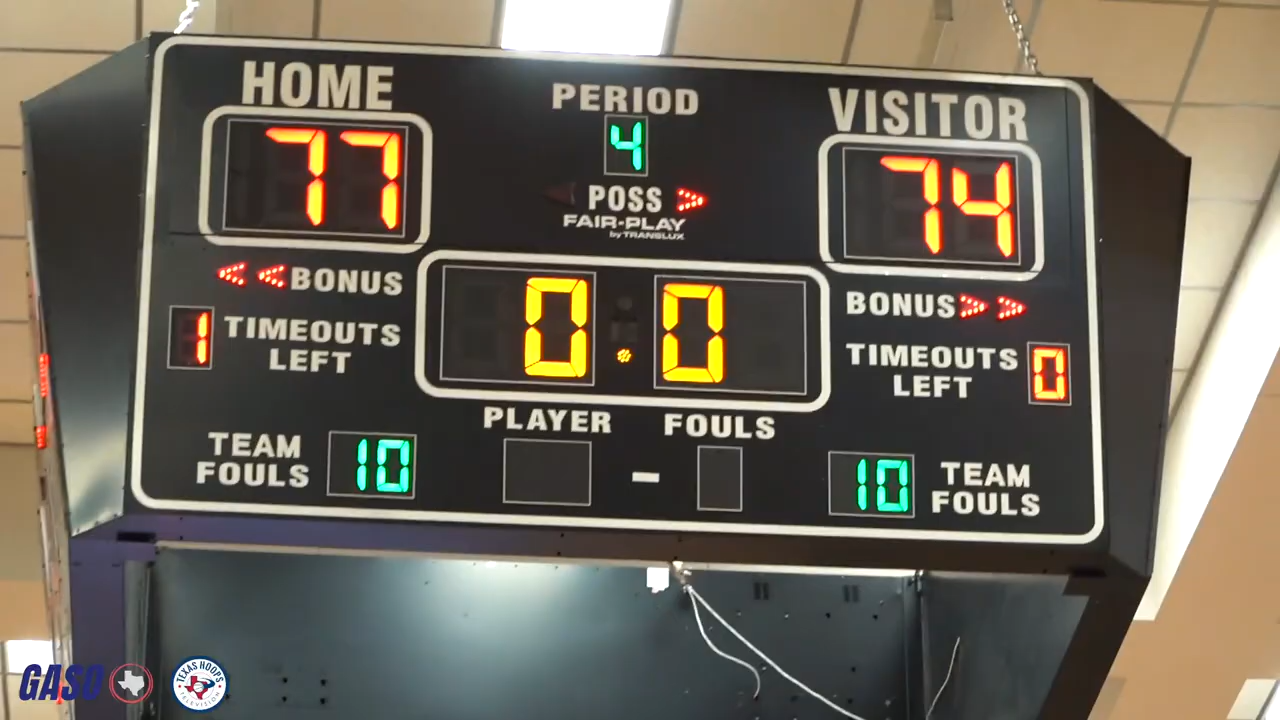 HOME
PERIOD
VISITOR
77
4
74
POSS
FAIR-PLAY
by TRANSLUX
BONUS
0.0
BONUS
1
TIMEOUTS
LEFT
TIMEOUTS
LEFT
0
PLAYER FOULS
TEAM
FOULS
10
-
10
TEAM
FOULS
GASO
TEXAS HOOPS
TELEVISION